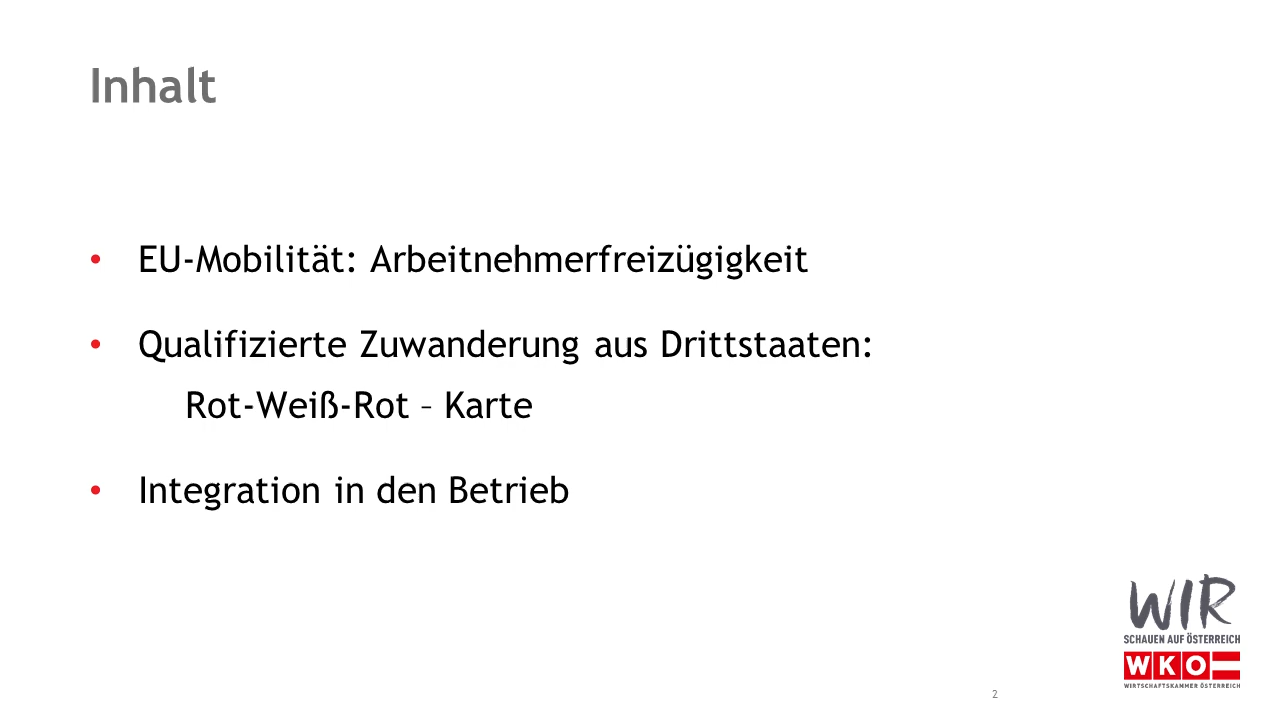 Inhalt
• EU-Mobilität: Arbeitnehmerfreizügigkeit
• Qualifizierte Zuwanderung aus Drittstaaten:
Rot-Weiß-Rot – Karte
• Integration in den Betrieb
WIR
SCHAUEN AUF ÖSTERREICH
WKO
WIRTSCHAFTSKAMMER ÖSTERREICH
2